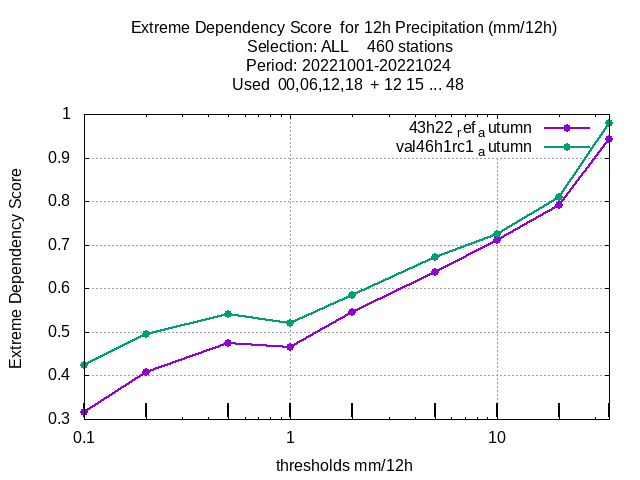 Extreme Dependency Score  for 12h Precipitation (mm/12h)
Selection: ALL    460 stations
Period: 20221001-20221024
Used  00,06,12,18  + 12 15 ... 48
43h22 ref autumn
val46h1rc1 autumn
1
0.9
0.8
0.7
0.6
0.5
0.4
0.3
Extreme Dependency Score
0.1 1 10
thresholds mm/12h